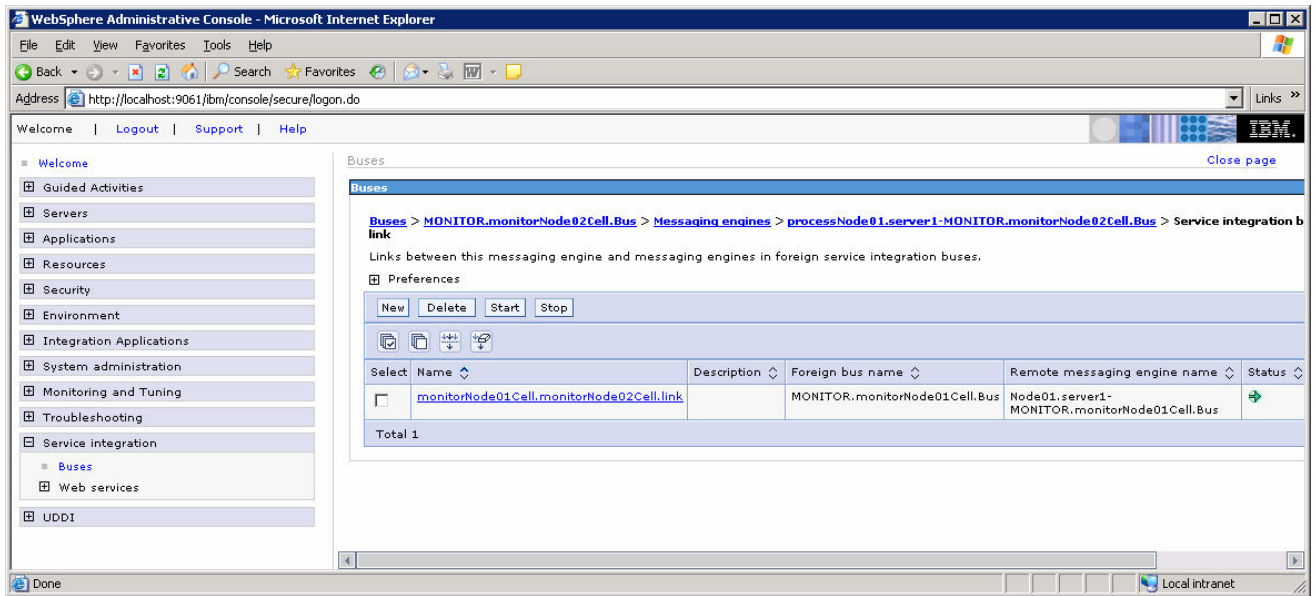 WebSphere Administrative Console - Microsoft Internet Explorer
File Edit View Favorites Tools Help
Back Search Favorites
Address http://localhost:9061/ibm/console/secure/logon.do Links »
Welcome | Logout | Support | Help IBM.
Welcome
Guided Activities
Servers
Applications
Resources
Security
Environment
Integration Applications
System administration
Monitoring and Tuning
Troubleshooting
Service integration
Buses
Web services
UDDI
Buses Close page
Buses
Buses > MONITOR.monitorNode02Cell.Bus > Messaging engines > processNode01.server1-MONITOR.monitorNode02Cell.Bus > Service integration b
link
Links between this messaging engine and messaging engines in foreign service integration buses.
Preferences
New Delete Start Stop
Select Name Description Foreign bus name Remote messaging engine name Status
monitorNode01Cell.monitorNode02Cell.link MONITOR.monitorNode01Cell.Bus Node01.server1-
MONITOR.monitorNode01Cell.Bus
Total 1
Done Local intranet